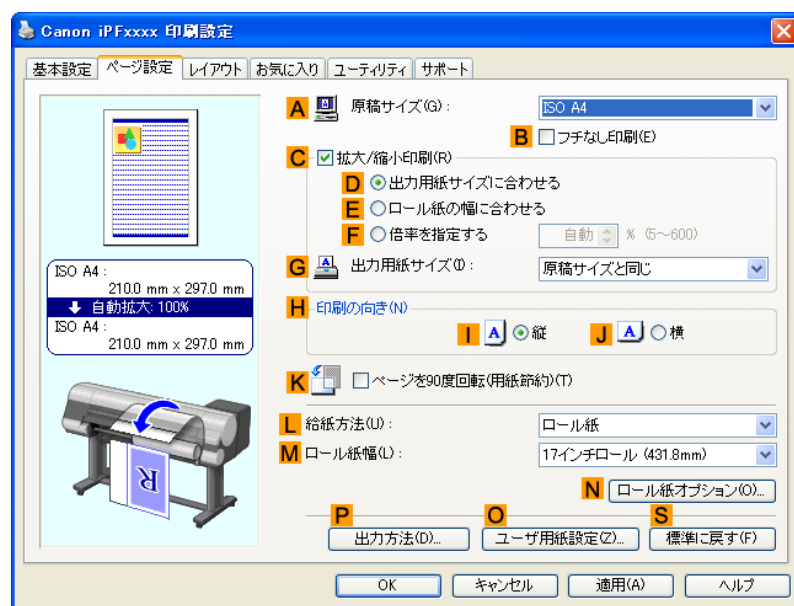 Canon iPFxxxx 印刷設定
基本設定 ページ設定 レイアウト お気に入り ユーティリティ サポート
A 原稿サイズ(G) : ISO A4
B フチなし印刷(E)
C 拡大/縮小印刷(R)
D 出力用紙サイズに合わせる
E ロール紙の幅に合わせる
F 倍率を指定する 自動 % (5～600)
G 出力用紙サイズ(I) : 原稿サイズと同じ
ISO A4 :
210.0 mm x 297.0 mm
自動拡大: 100%
ISO A4 :
210.0 mm x 297.0 mm
H 印刷の向き(N)
I A 縦 J A 横
K ページを90度回転(用紙節約)(T)
L 給紙方法(U) : ロール紙
M ロール紙幅(L) : 17インチロール (431.8mm)
R
N ロール紙オプション(O)...
P O S
出力方法(D)... ユーザ用紙設定(Z)... 標準に戻す(F)
OK キャンセル 適用(A) ヘルプ